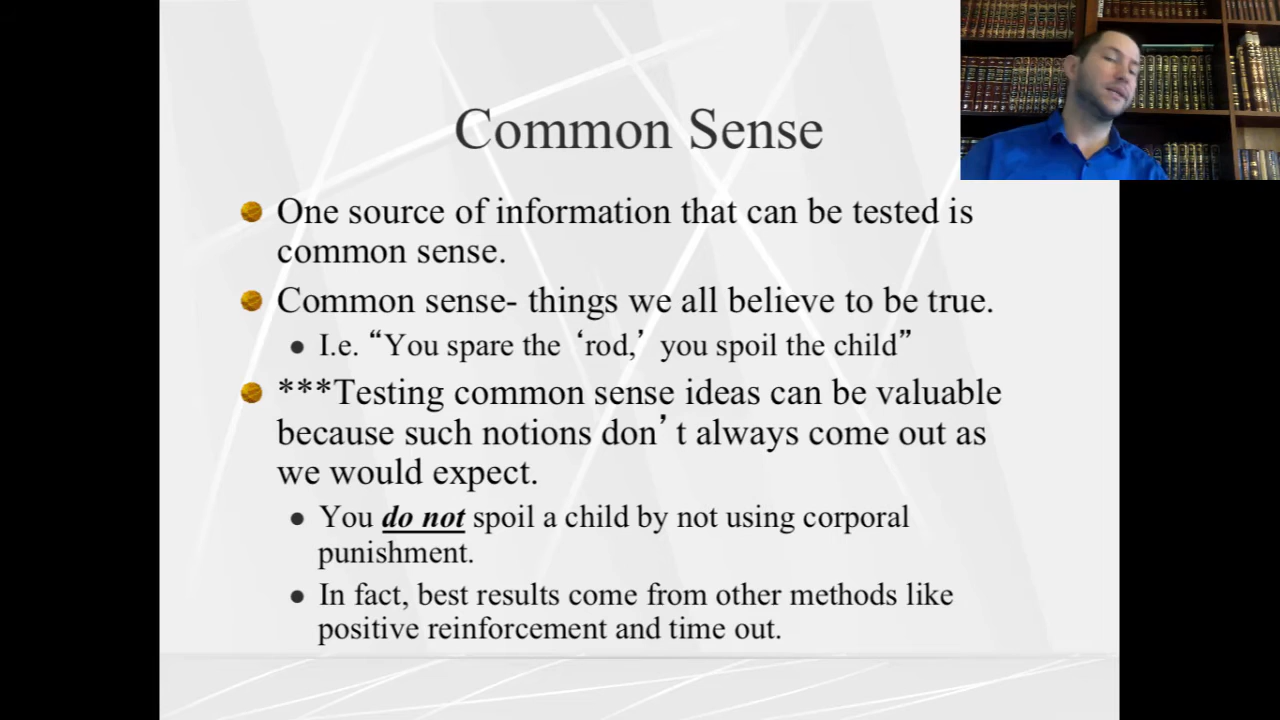 Common Sense
One source of information that can be tested is
common sense.
Common sense- things we all believe to be true.
I.e. “You spare the ‘rod,’ you spoil the child”
***Testing common sense ideas can be valuable
because such notions don’t always come out as
we would expect.
You do not spoil a child by not using corporal
punishment.
In fact, best results come from other methods like
positive reinforcement and time out.